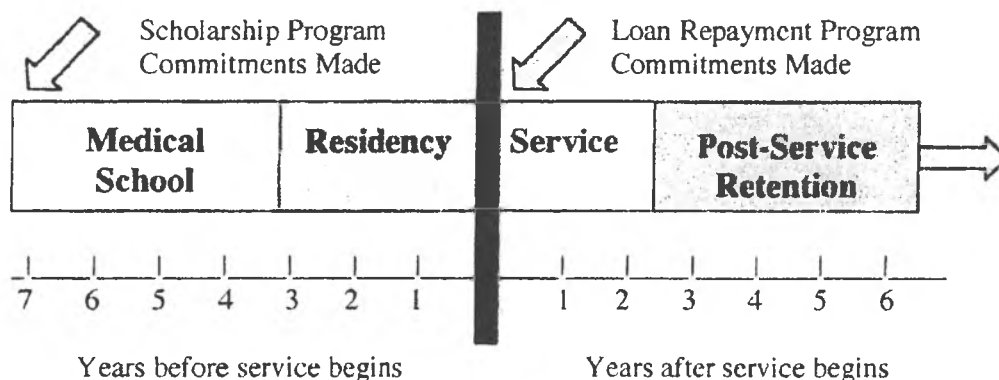 Scholarship Program
Commitments Made
Loan Repayment Program
Commitments Made
Medical
School
Residency
Service
Post-Service
Retention
7 6 5 4 3 2 1 1 2 3 4 5 6
Years before service begins
Years after service begins